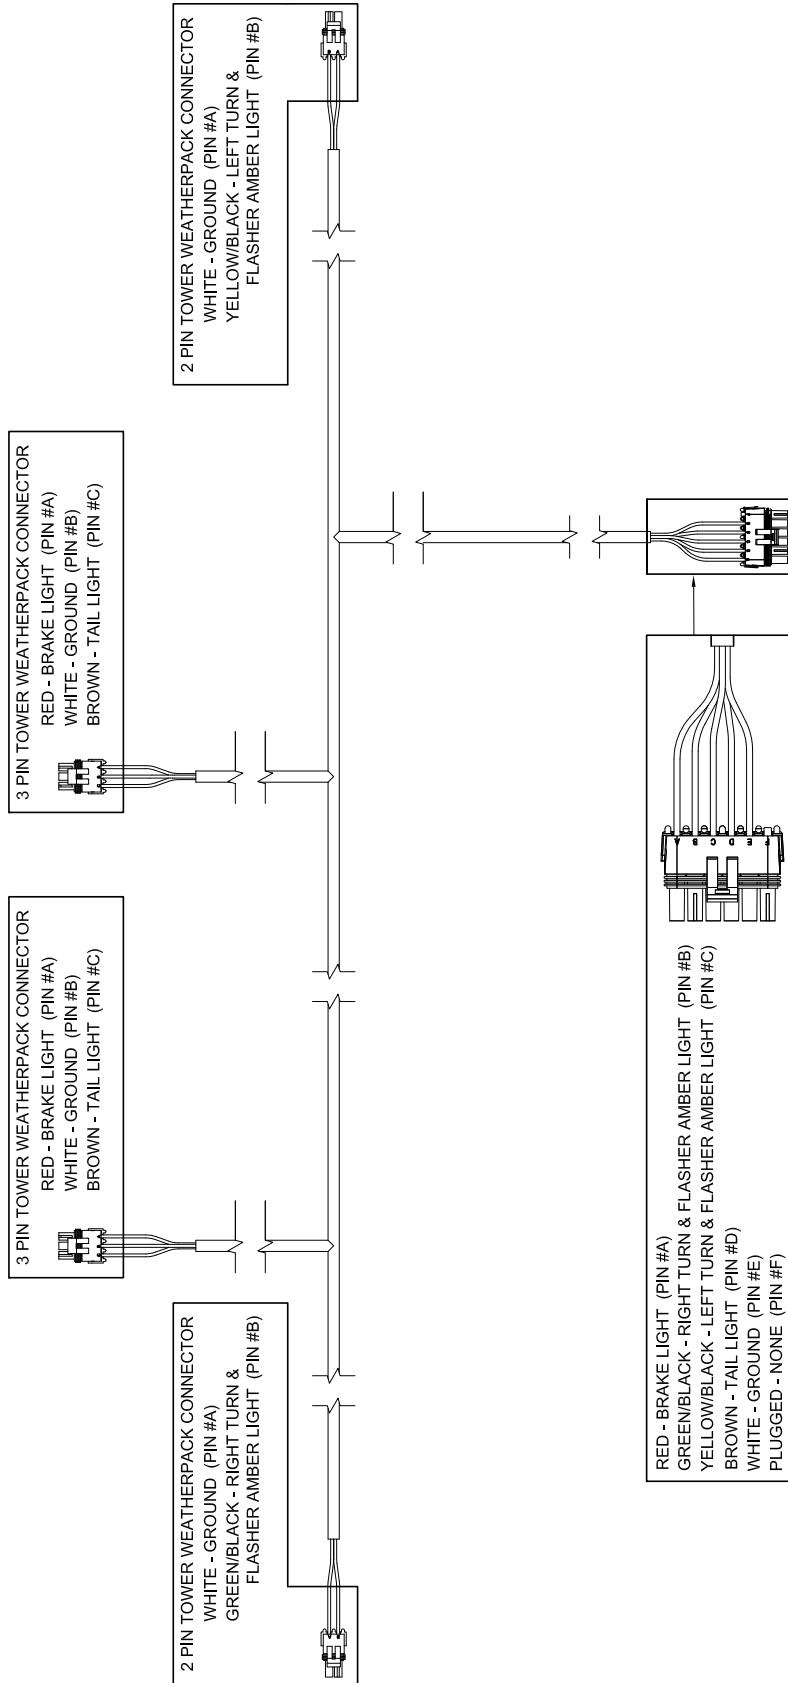 2 PIN TOWER WEATHERPACK CONNECTOR
WHITE - GROUND (PIN #A)
GREEN/BLACK - RIGHT TURN &
FLASHER AMBER LIGHT (PIN #B)
3 PIN TOWER WEATHERPACK CONNECTOR
RED - BRAKE LIGHT (PIN #A)
WHITE - GROUND (PIN #B)
BROWN - TAIL LIGHT (PIN #C)
3 PIN TOWER WEATHERPACK CONNECTOR
RED - BRAKE LIGHT (PIN #A)
WHITE - GROUND (PIN #B)
BROWN - TAIL LIGHT (PIN #C)
2 PIN TOWER WEATHERPACK CONNECTOR
WHITE - GROUND (PIN #A)
YELLOW/BLACK - LEFT TURN &
FLASHER AMBER LIGHT (PIN #B)
RED - BRAKE LIGHT (PIN #A)
GREEN/BLACK - RIGHT TURN & FLASHER AMBER LIGHT (PIN #B)
YELLOW/BLACK - LEFT TURN & FLASHER AMBER LIGHT (PIN #C)
BROWN - TAIL LIGHT (PIN #D)
WHITE - GROUND (PIN #E)
PLUGGED - NONE (PIN #F)
A
B
C
D
E
F